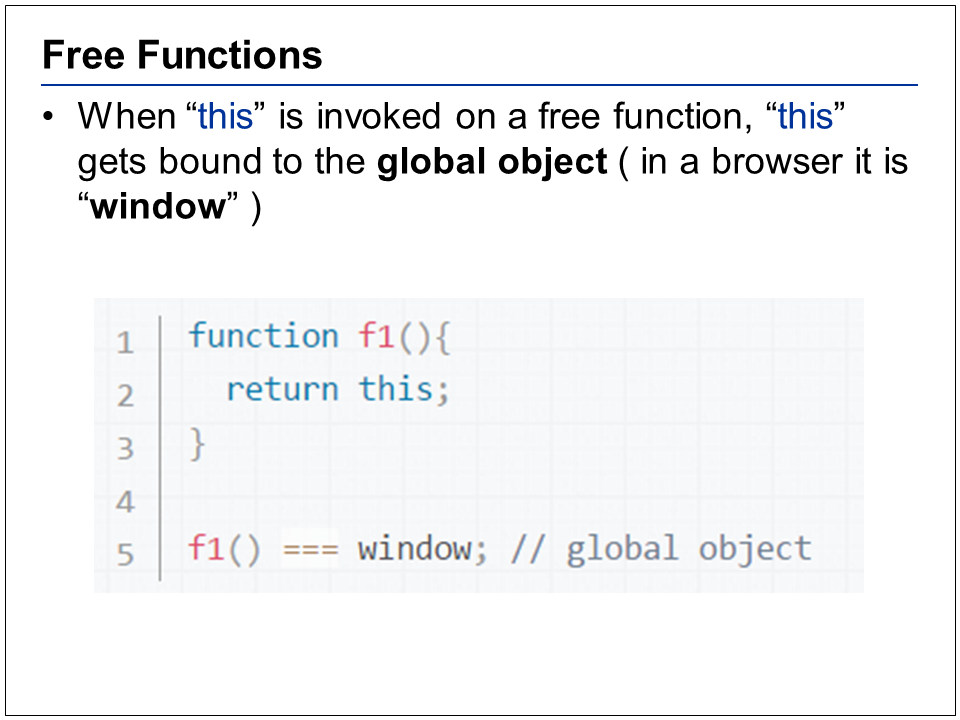 Free Functions
• When “this” is invoked on a free function, “this”
gets bound to the global object ( in a browser it is
“window” )
1 function f1(){
2   return this;
3 }
4
5 f1() === window; // global object